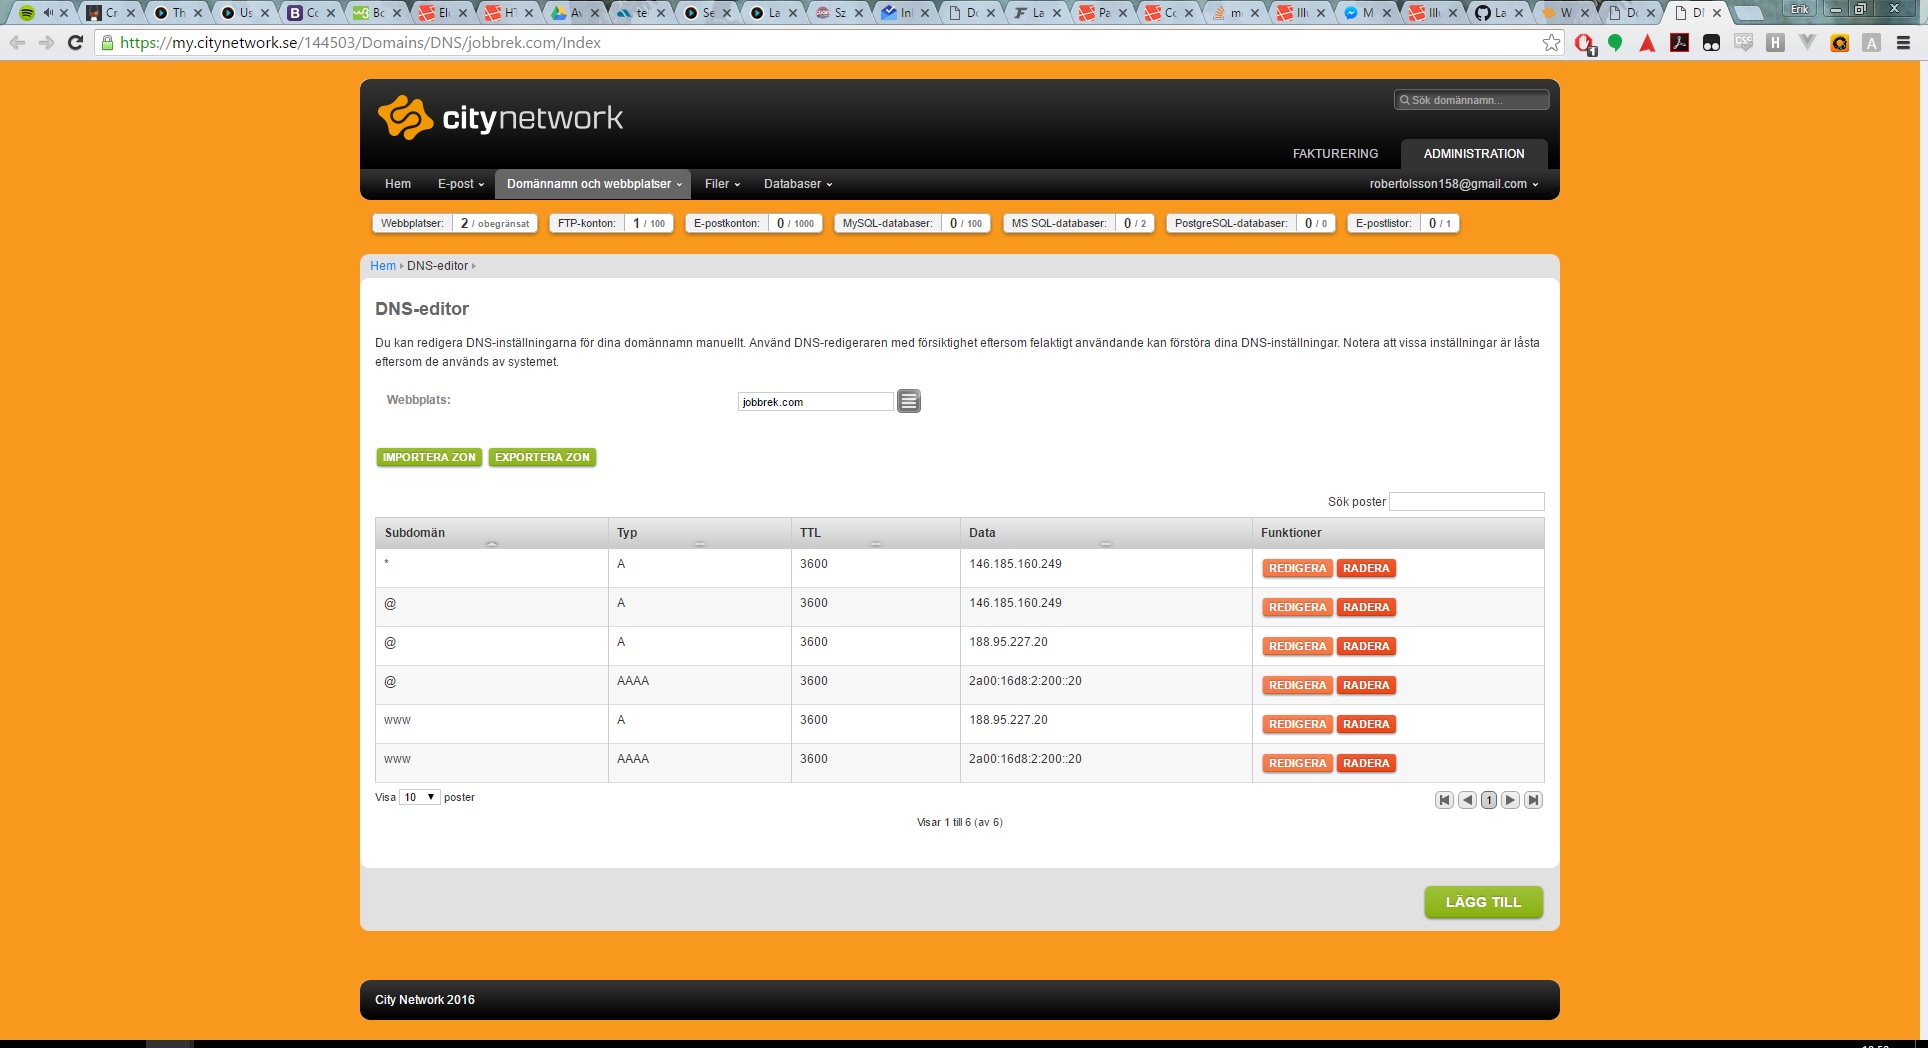 Cr
Th
Us
Co
Bo
Elo
HT
Av
te
Se
La
Sz
In
Do
La
Pa
Co
m
Illu
M
Illu
La
W
Do
Di
Erik
https://my.citynetwork.se/144503/Domains/DNS/jobbrek.com/Index
citynetwork
Sök domännamn...
FAKTURERING
ADMINISTRATION
Hem
E-post
Domännamn och webbplatser
Filer
Databaser
robertolsson158@gmail.com
Webbplatser: 2 / obegränsat
FTP-konton: 1 / 100
E-postkonton: 0 / 1000
MySQL-databaser: 0 / 100
MS SQL-databaser: 0 / 2
PostgreSQL-databaser: 0 / 0
E-postlistor: 0 / 1
Hem DNS-editor
DNS-editor
Du kan redigera DNS-inställningarna för dina domännamn manuellt. Använd DNS-redigeraren med försiktighet eftersom felaktigt användande kan förstöra dina DNS-inställningar. Notera att vissa inställningar är låsta
eftersom de används av systemet.
Webbplats: jobbrek.com
IMPORTERA ZON EXPORTERA ZON
Sök poster
Subdomän Typ TTL Data Funktioner
* A 3600 146.185.160.249 REDIGERA RADERA
@ A 3600 146.185.160.249 REDIGERA RADERA
@ A 3600 188.95.227.20 REDIGERA RADERA
@ AAAA 3600 2a00:16d8:2:200::20 REDIGERA RADERA
www A 3600 188.95.227.20 REDIGERA RADERA
www AAAA 3600 2a00:16d8:2:200::20 REDIGERA RADERA
Visa 10 poster
1
Visar 1 till 6 (av 6)
LÄGG TILL
City Network 2016